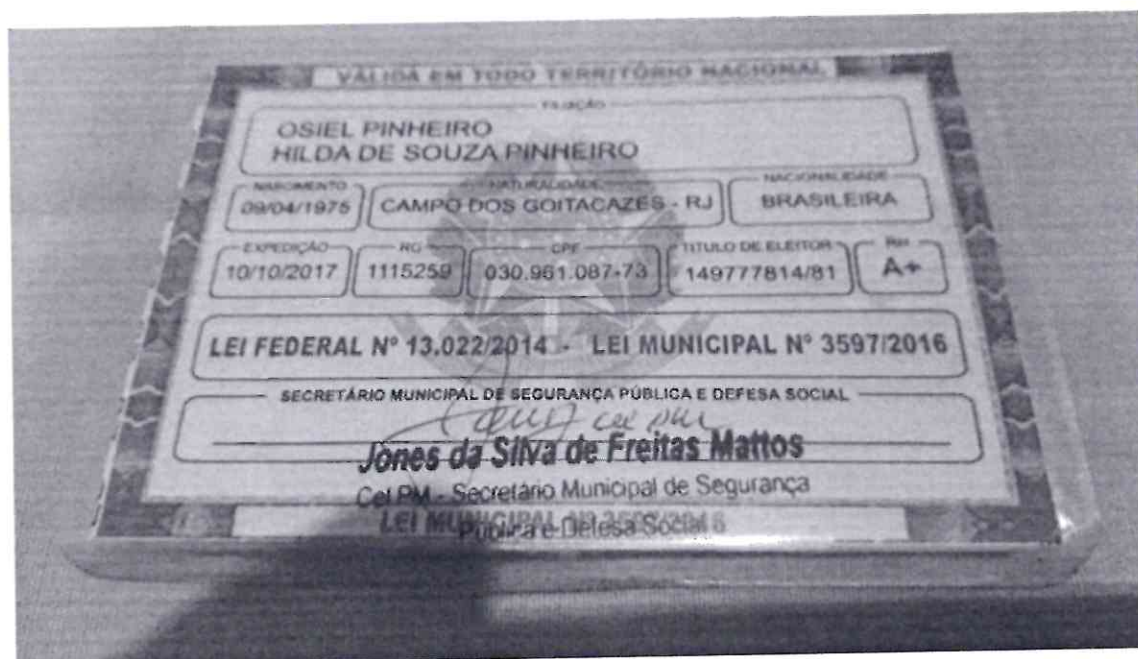 VÁLIDA EM TODO TERRITÓRIO NACIONAL
FILIAÇÃO
OSIEL PINHEIRO
HILDA DE SOUZA PINHEIRO
NASCIMENTO NATURALIDADE NACIONALIDADE
09/04/1975 CAMPO DOS GOITACAZES - RJ BRASILEIRA
EXPEDIÇÃO RG CPF TITULO DE ELEITOR RH
10/10/2017 1115259 030.961.087-73 149777814/81 A+
LEI FEDERAL Nº 13.022/2014 - LEI MUNICIPAL Nº 3597/2016
SECRETÁRIO MUNICIPAL DE SEGURANÇA PÚBLICA E DEFESA SOCIAL
Jones da Silva de Freitas Mattos
Cel PM - Secretário Municipal de Segurança
Pública e Defesa Social
LEI MUNICIPAL Nº 3597/2016